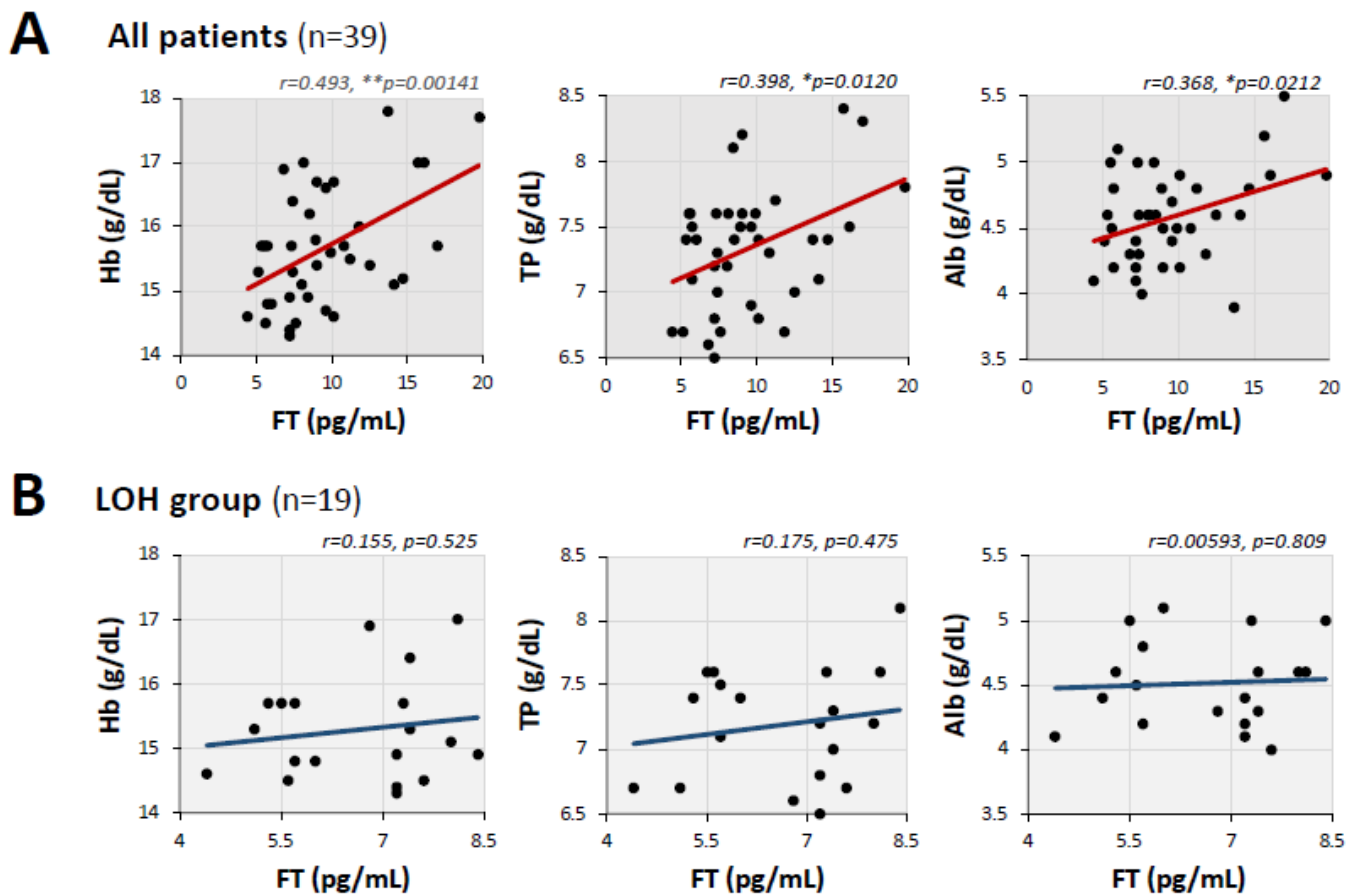 A All patients (n=39)
r=0.493, **p=0.00141
Hb (g/dL)
18
17
16
15
14
0 5 10 15 20
FT (pg/mL)
r=0.398, *p=0.0120
TP (g/dL)
8.5
8
7.5
7
6.5
0 5 10 15 20
FT (pg/mL)
r=0.368, *p=0.0212
Alb (g/dL)
5.5
5
4.5
4
3.5
0 5 10 15 20
FT (pg/mL)
B LOH group (n=19)
r=0.155, p=0.525
Hb (g/dL)
18
17
16
15
14
4 5.5 7 8.5
FT (pg/mL)
r=0.175, p=0.475
TP (g/dL)
8.5
8
7.5
7
6.5
4 5.5 7 8.5
FT (pg/mL)
r=0.00593, p=0.809
Alb (g/dL)
5.5
5
4.5
4
3.5
4 5.5 7 8.5
FT (pg/mL)